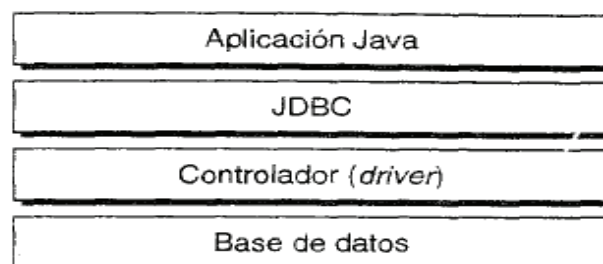 Aplicación Java
JDBC
Controlador (driver)
Base de datos